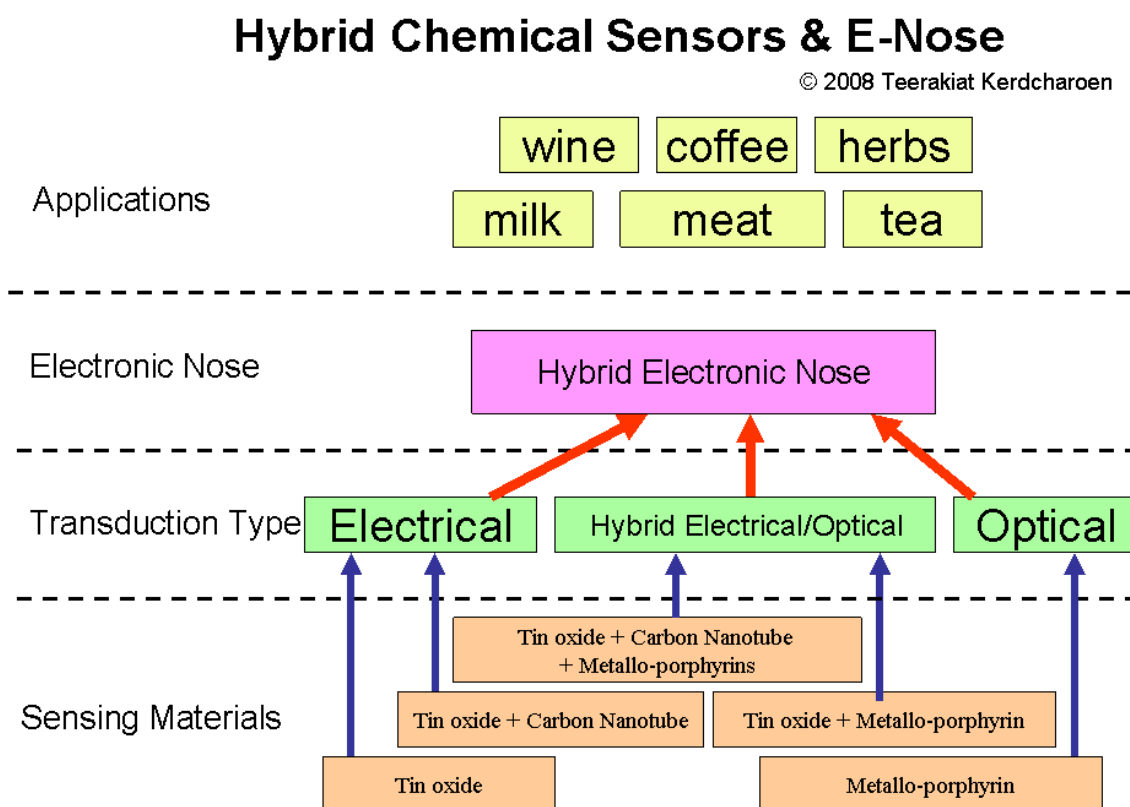 Hybrid Chemical Sensors & E-Nose
© 2008 Teerakiat Kerdcharoen
wine coffee herbs
Applications
milk meat tea
Electronic Nose
Hybrid Electronic Nose
Transduction Type
Electrical
Hybrid Electrical/Optical
Optical
Tin oxide + Carbon Nanotube
+ Metallo-porphyrins
Sensing Materials
Tin oxide + Carbon Nanotube
Tin oxide + Metallo-porphyrin
Tin oxide
Metallo-porphyrin